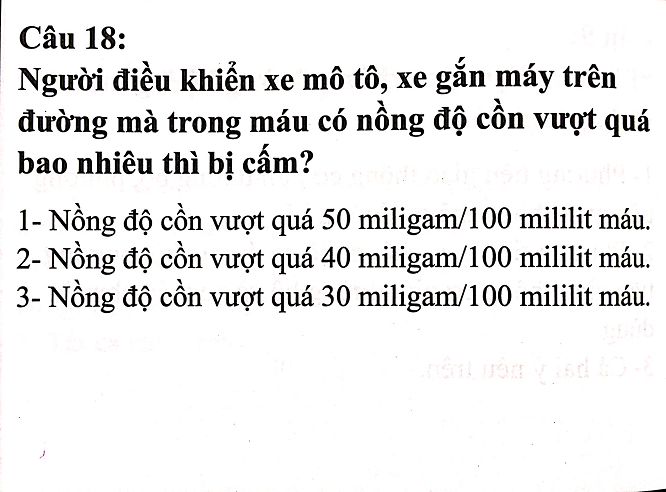 Câu 18:
Người điều khiển xe mô tô, xe gắn máy trên
đường mà trong máu có nồng độ cồn vượt quá
bao nhiêu thì bị cấm?
1- Nồng độ cồn vượt quá 50 miligam/100 mililit máu.
2- Nồng độ cồn vượt quá 40 miligam/100 mililit máu.
3- Nồng độ cồn vượt quá 30 miligam/100 mililit máu.